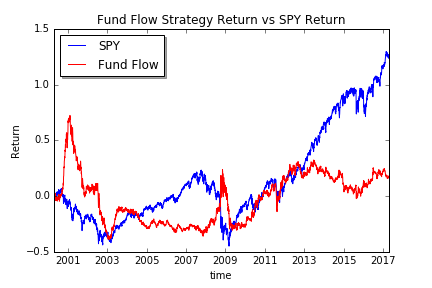 Fund Flow Strategy Return vs SPY Return
SPY
Fund Flow
1.5
1.0
0.5
0.0
−0.5
Return
2001 2003 2005 2007 2009 2011 2013 2015 2017
time